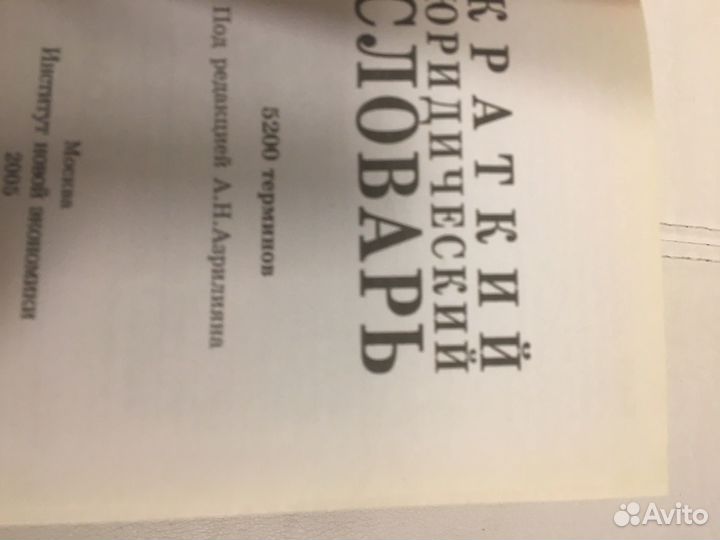 КРАТКИЙ
ЮРИДИЧЕСКИЙ
СЛОВАРЬ
5200 терминов
Под редакцией А.Н.Азрилияна
Москва
Институт новой экономики
2005
Avito